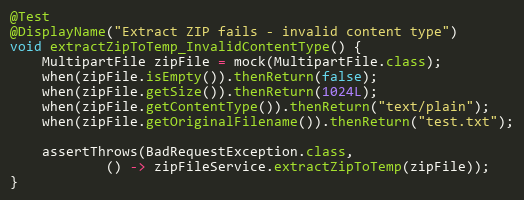 @Test
@DisplayName("Extract ZIP fails - invalid content type")
void extractZipToTemp_InvalidContentType() {
    MultipartFile zipFile = mock(MultipartFile.class);
    when(zipFile.isEmpty()).thenReturn(false);
    when(zipFile.getSize()).thenReturn(1024L);
    when(zipFile.getContentType()).thenReturn("text/plain");
    when(zipFile.getOriginalFilename()).thenReturn("test.txt");

    assertThrows(BadRequestException.class,
            () -> zipFileService.extractZipToTemp(zipFile));
}